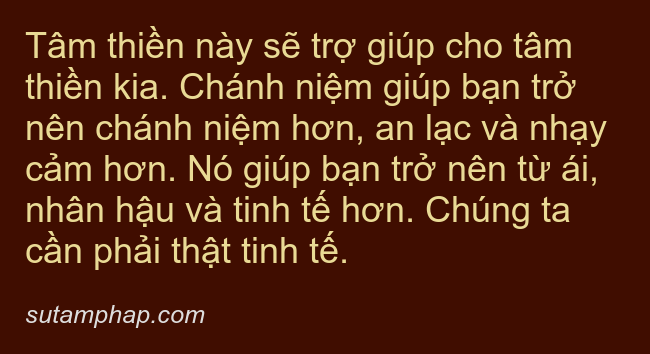 Tâm thiền này sẽ trợ giúp cho tâm
thiền kia. Chánh niệm giúp bạn trở
nên chánh niệm hơn, an lạc và nhạy
cảm hơn. Nó giúp bạn trở nên từ ái,
nhân hậu và tinh tế hơn. Chúng ta
cần phải thật tinh tế.
sutamphap.com